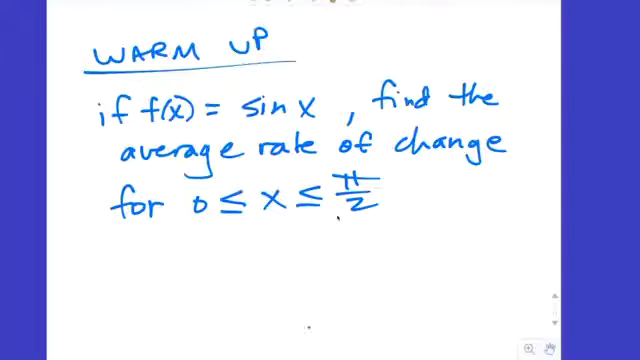 WARM UP
if f(x) = sin x , find the
average rate of change
for 0 ≤ x ≤ π/2